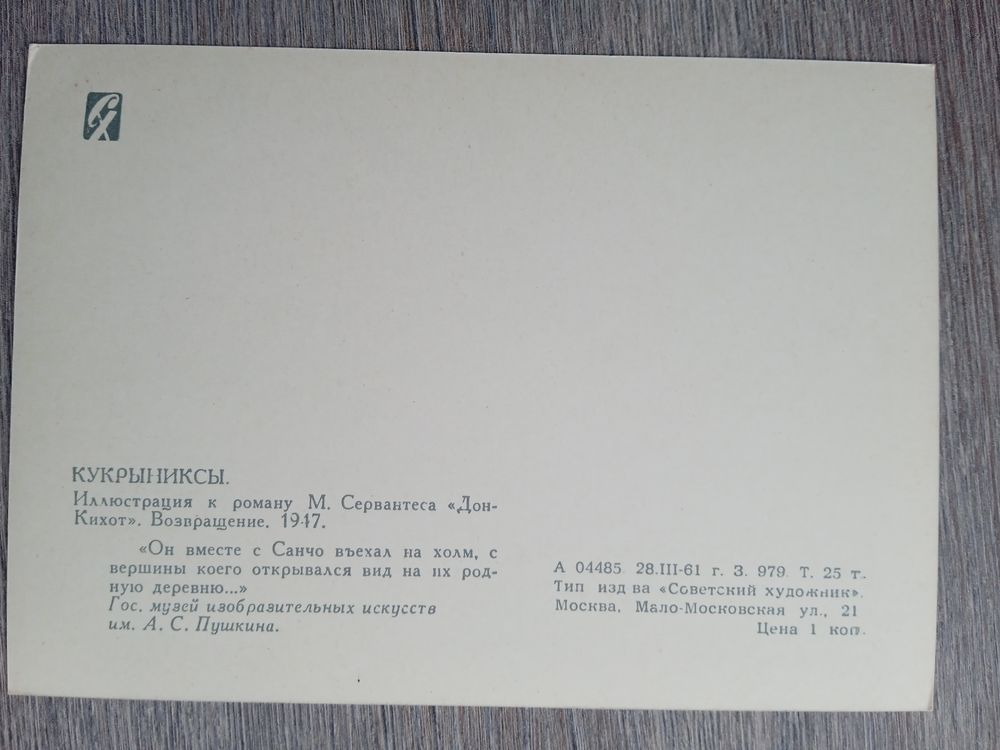 СХ
КУКРЫНИКСЫ.
Иллюстрация к роману М. Сервантеса «Дон-
Кихот». Возвращение. 1947.
«Он вместе с Санчо въехал на холм, с
вершины коего открывался вид на их род-
ную деревню...»
Гос. музей изобразительных искусств
им. А. С. Пушкина.
А 04485 28.III-61 г. З. 979 Т. 25 т.
Тип изд ва «Советский художник».
Москва, Мало-Московская ул., 21
Цена 1 коп.